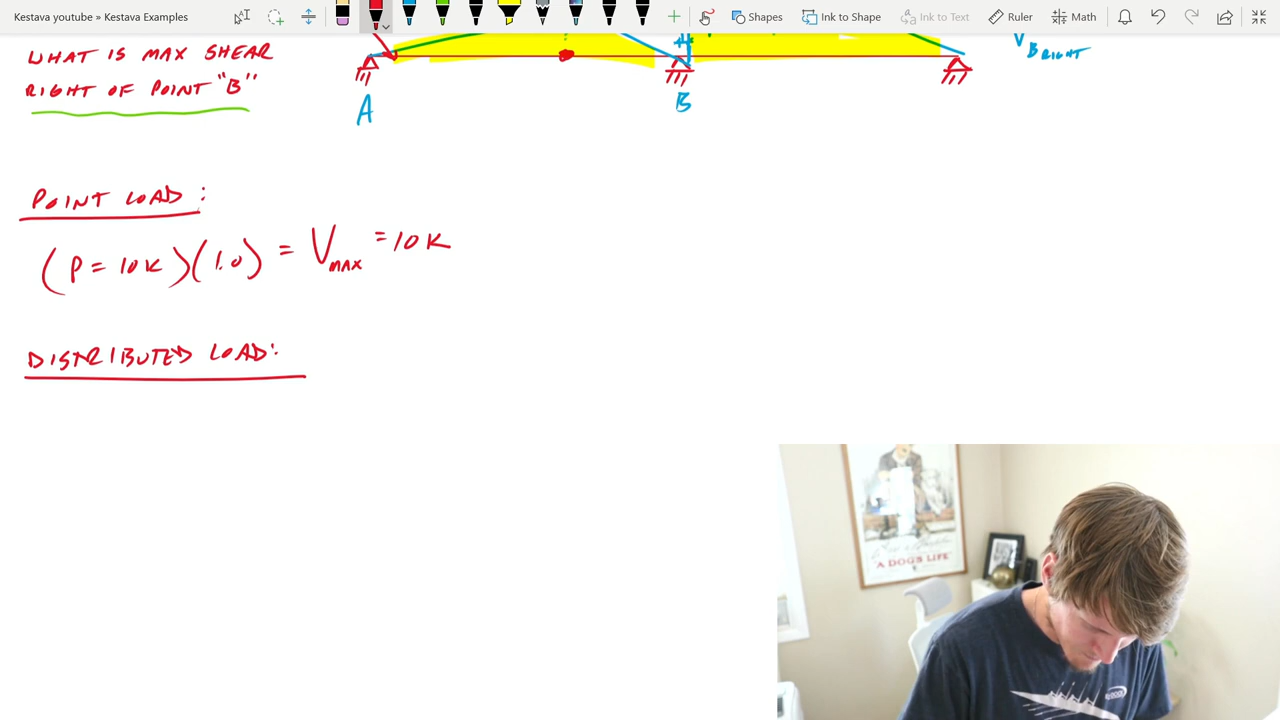 Kestava youtube » Kestava Examples
Shapes
Ink to Shape
Ink to Text
Ruler
Math
WHAT IS MAX SHEAR
RIGHT OF POINT "B"
A
B
V B RIGHT
POINT LOAD:
(P = 10K)(1.0) = VMAX = 10K
DISTRIBUTED LOAD:
A DOG'S LIFE